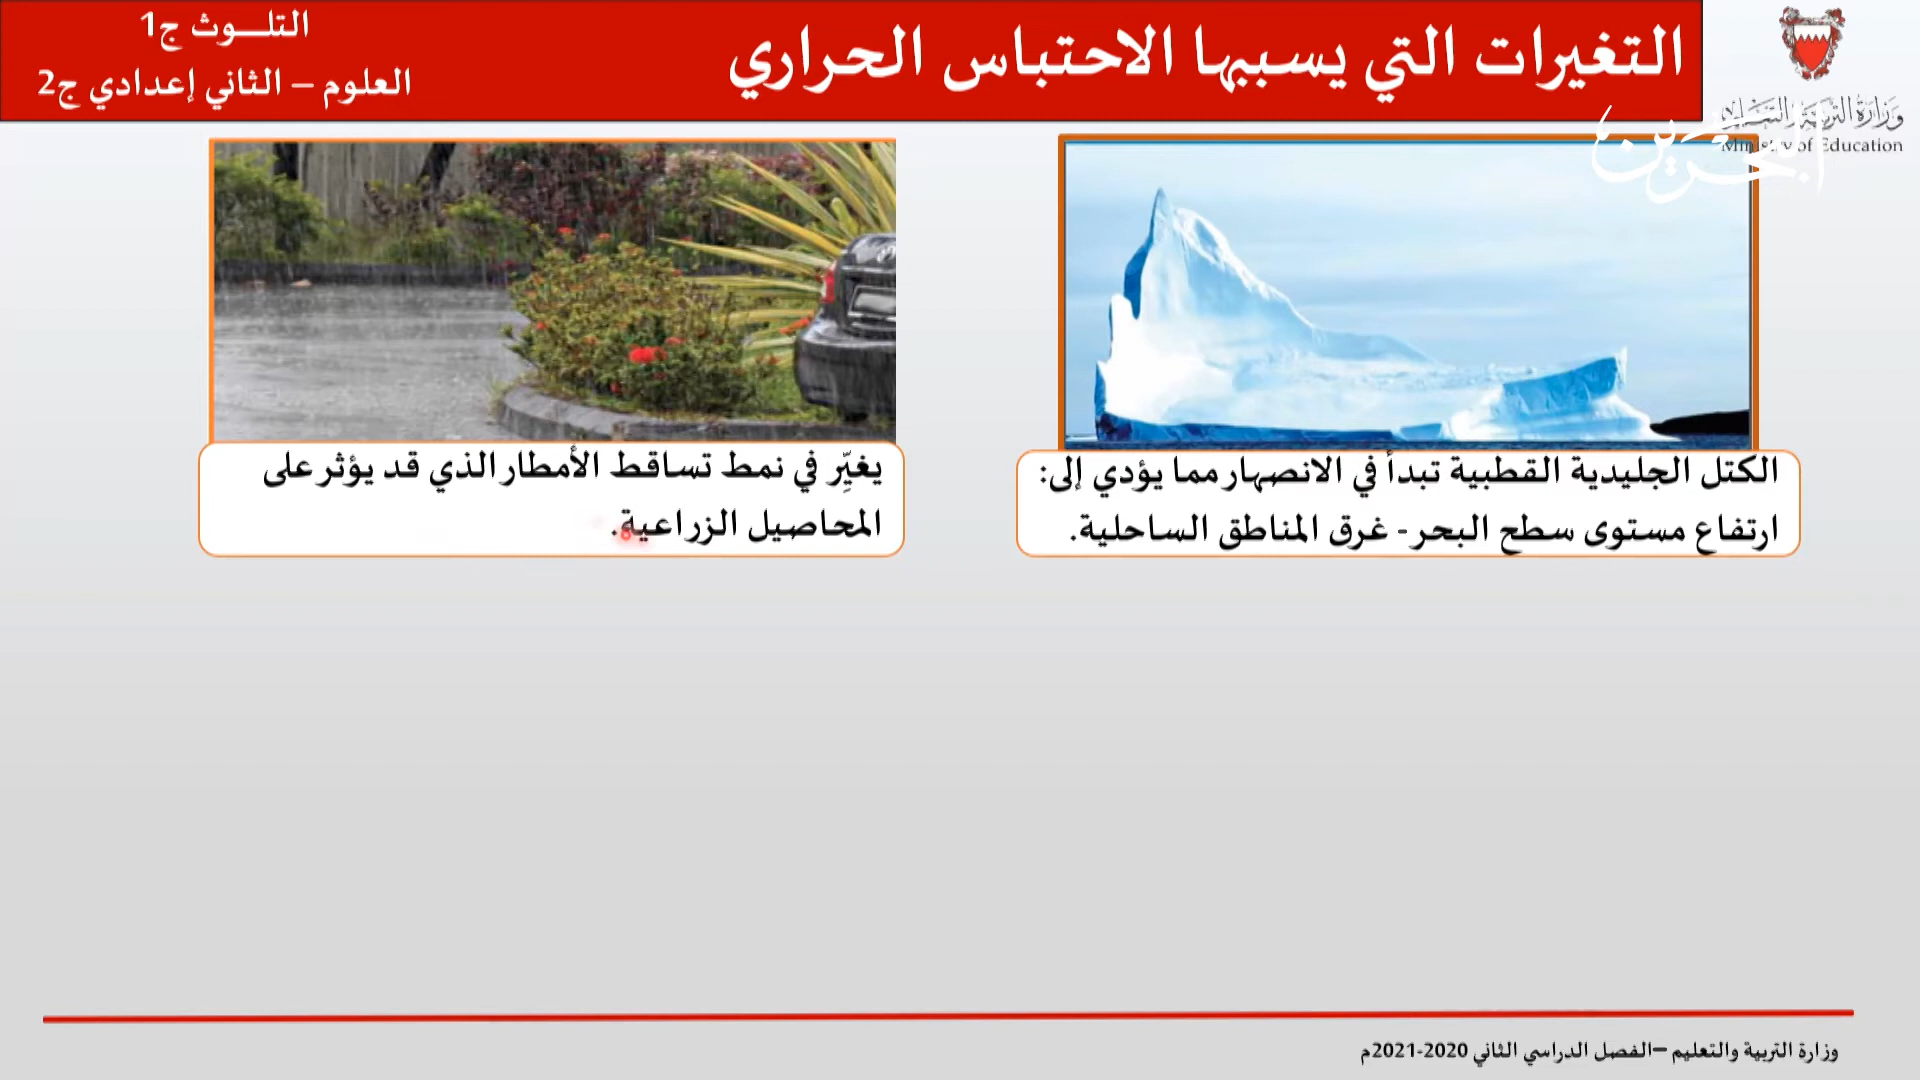 التغيرات التي يسببها الاحتباس الحراري
التلـــوث ج1
العلوم – الثاني إعدادي ج2
وزارة التربية والتعليم
Ministry of Education
البحرين
الكتل الجليدية القطبية تبدأ في الانصهار مما يؤدي إلى:
ارتفاع مستوى سطح البحر - غرق المناطق الساحلية.
يغيِّر في نمط تساقط الأمطار الذي قد يؤثر على
المحاصيل الزراعية.
وزارة التربية والتعليم –الفصل الدراسي الثاني 2020-2021م